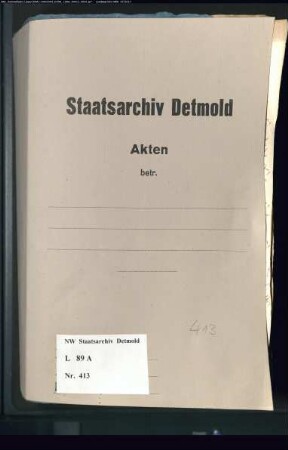 Staatsarchiv Detmold
Akten
betr.
413
NW Staatsarchiv Detmold
L 89 A
Nr. 413